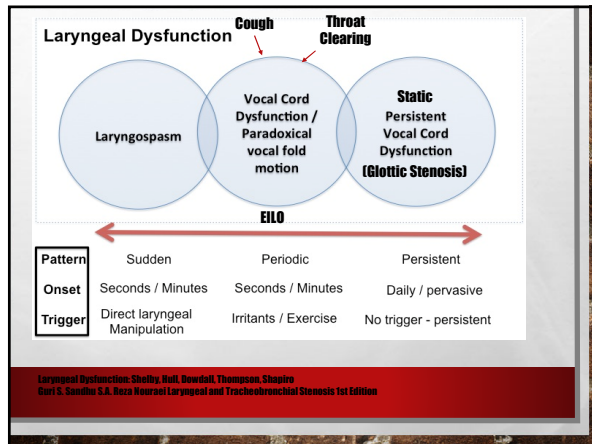 Cough
Throat
Clearing
Laryngeal Dysfunction
Laryngospasm
Vocal Cord
Dysfunction /
Paradoxical
vocal fold
motion
Static
Persistent
Vocal Cord
Dysfunction
(Glottic Stenosis)
EILO
Pattern Sudden Periodic Persistent
Onset Seconds / Minutes Seconds / Minutes Daily / pervasive
Trigger Direct laryngeal Manipulation Irritants / Exercise No trigger - persistent
Laryngeal Dysfunction: Shelby, Hull, Dowdall, Thompson, Shapiro
Guri S. Sandhu S.A. Reza Nouraei Laryngeal and Tracheobronchial Stenosis 1st Edition